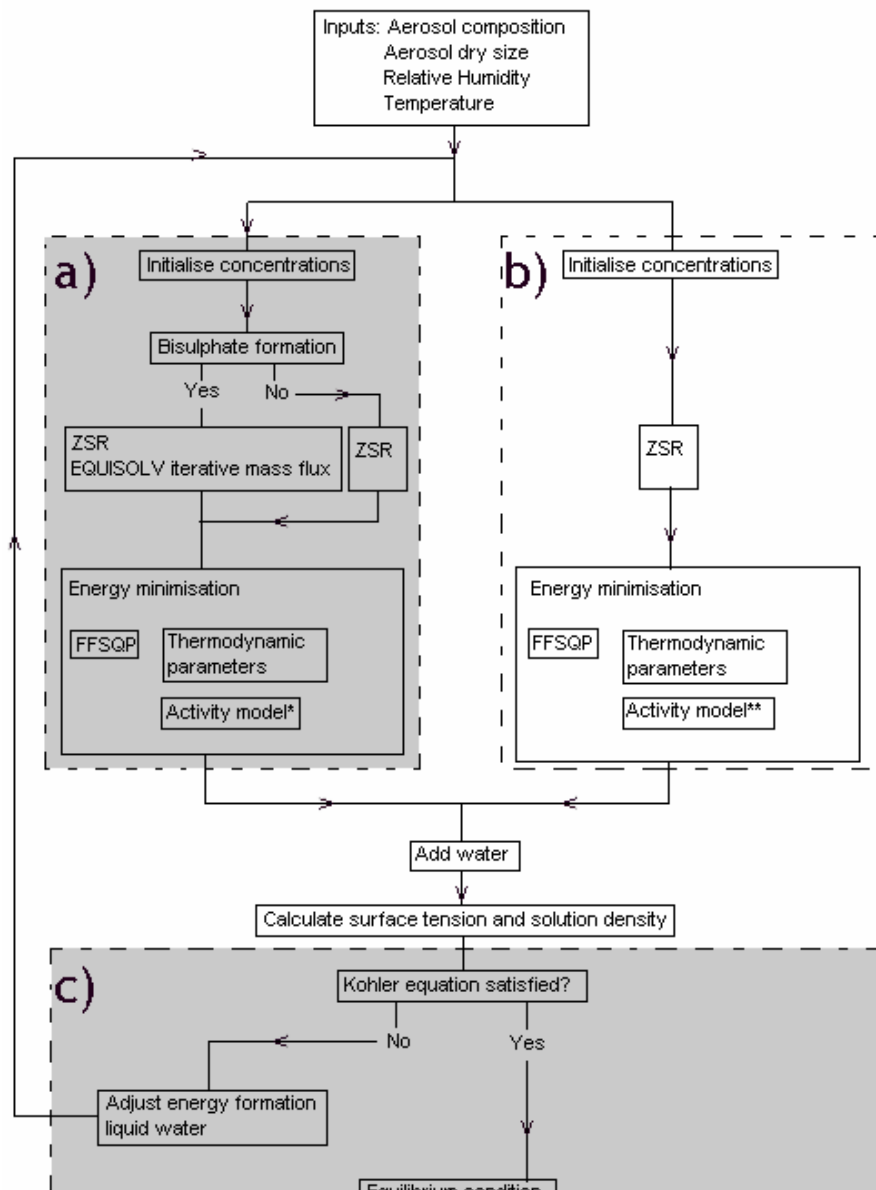 Inputs: Aerosol composition
Aerosol dry size
Relative Humidity
Temperature
a)
Initialise concentrations
Bisulphate formation
Yes
No
ZSR
EQUISOLV iterative mass flux
ZSR
Energy minimisation
FFSQP
Thermodynamic
parameters
Activity model*
b)
Initialise concentrations
ZSR
Energy minimisation
FFSQP
Thermodynamic
parameters
Activity model**
Add water
Calculate surface tension and solution density
c)
Kohler equation satisfied?
No
Yes
Adjust energy formation
liquid water
Equilibrium condition